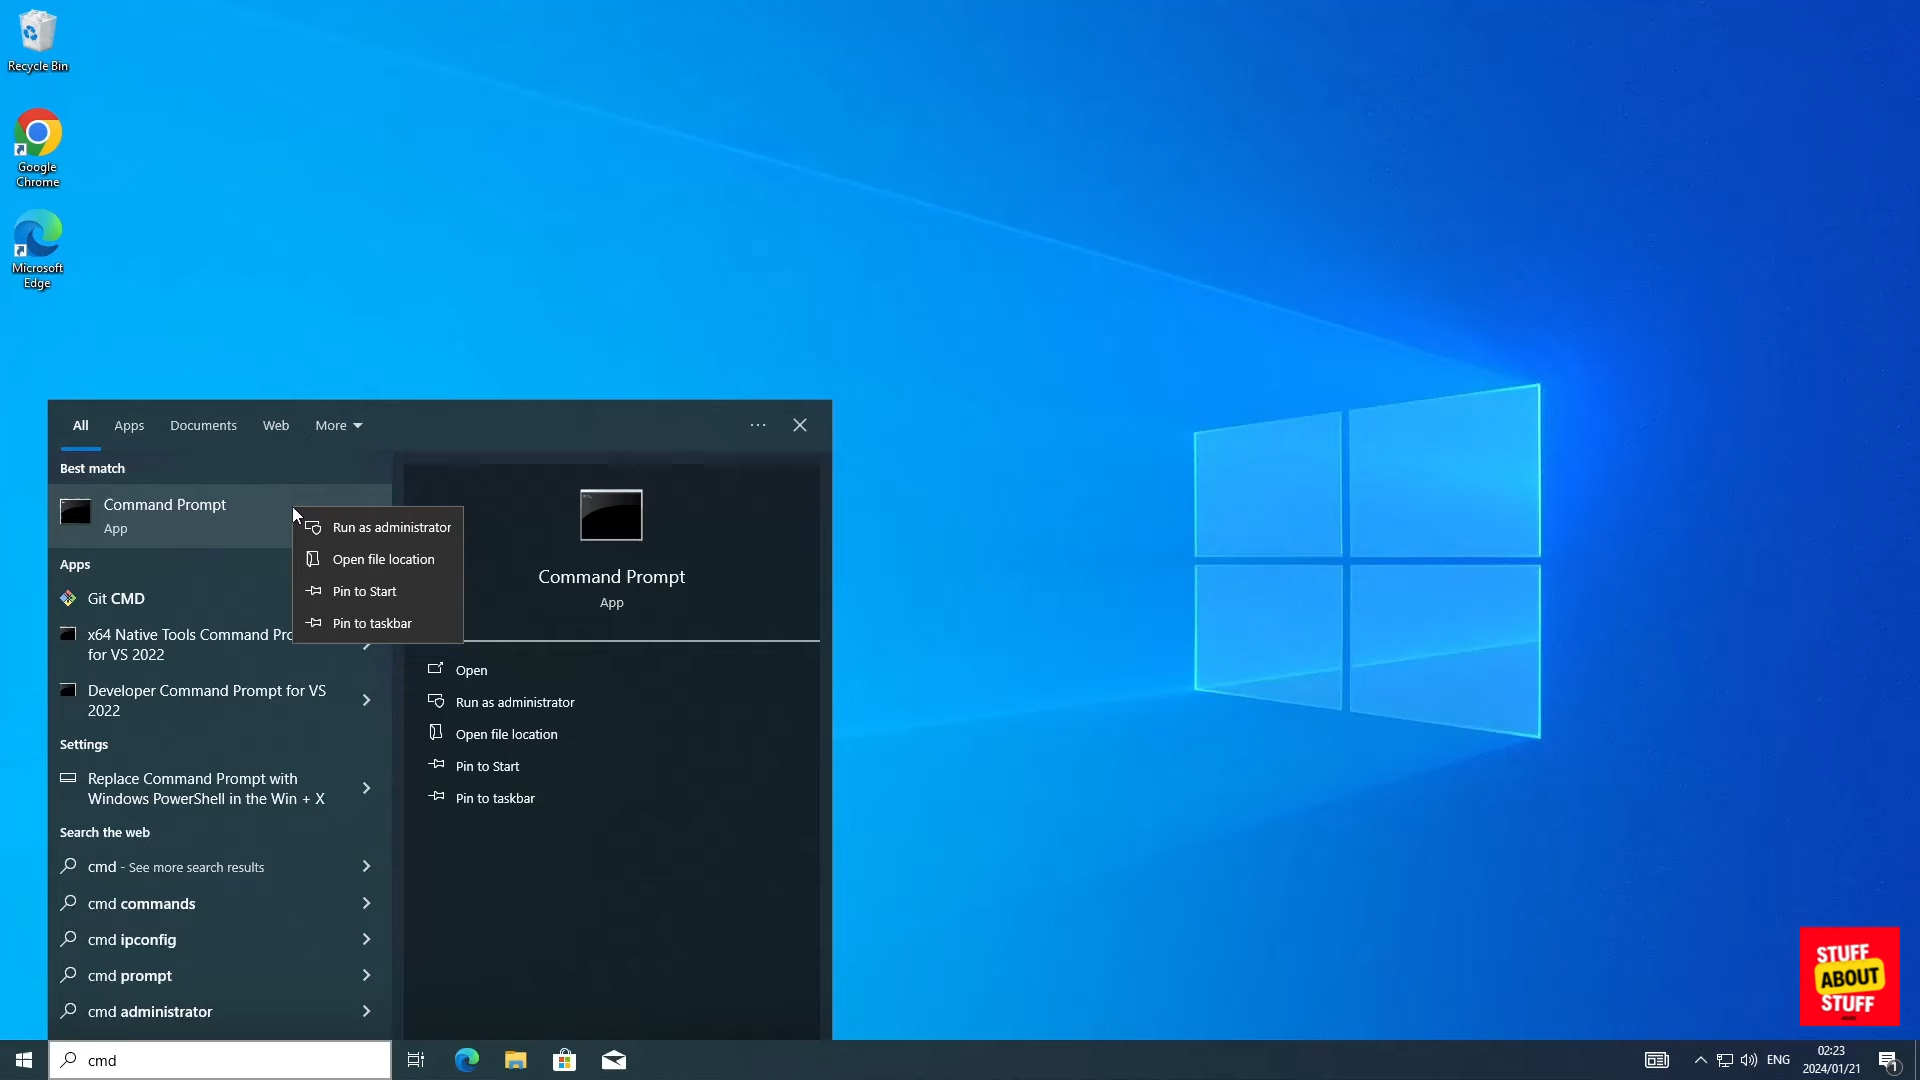 Recycle Bin
Google
Chrome
Microsoft
Edge
All
Apps
Documents
Web
More
Best match
Command Prompt
App
Run as administrator
Open file location
Pin to Start
Pin to taskbar
Apps
Git CMD
x64 Native Tools Command Pro
for VS 2022
Developer Command Prompt for VS
2022
Settings
Replace Command Prompt with
Windows PowerShell in the Win + X
Search the web
cmd - See more search results
cmd commands
cmd ipconfig
cmd prompt
cmd administrator
Command Prompt
App
Open
Run as administrator
Open file location
Pin to Start
Pin to taskbar
STUFF
ABOUT
STUFF
cmd
ENG
02:23
2024/01/21
1